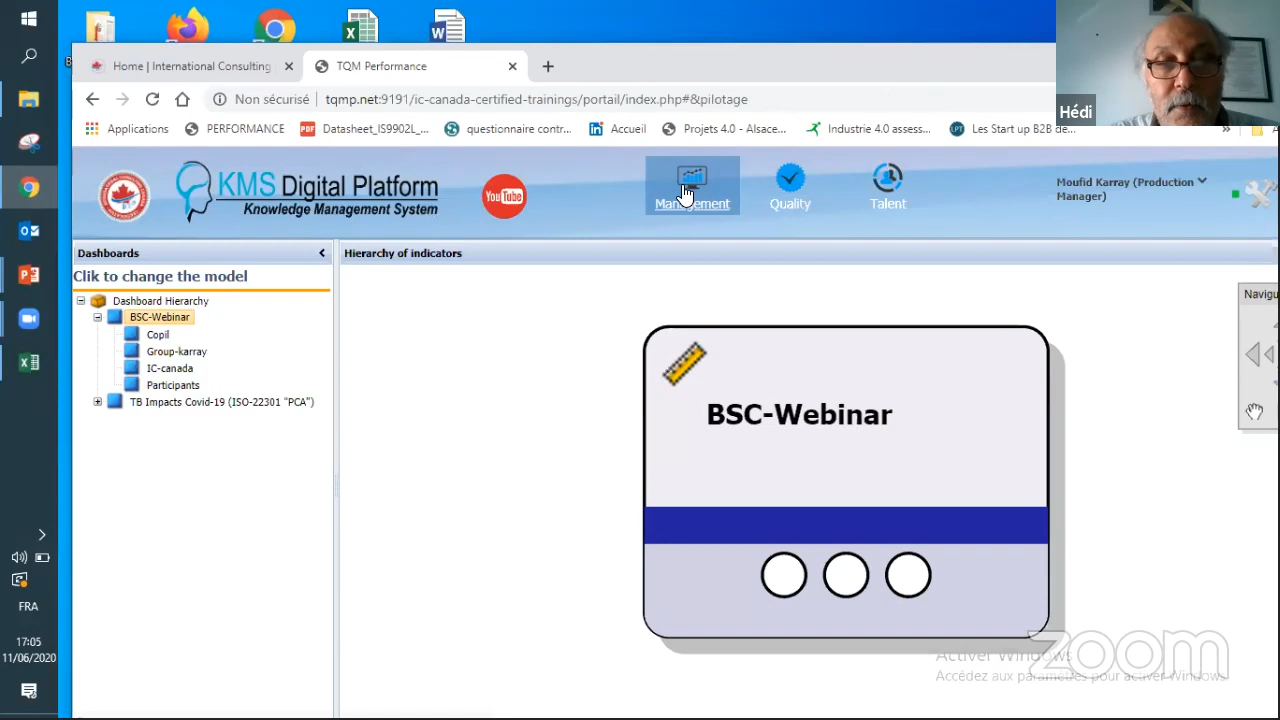 Home | International Consulting
TQM Performance
Non sécurisé
tqmp.net:9191/ic-canada-certified-trainings/portail/index.php#&pilotage
Hédi
Applications
PERFORMANCE
PDF
Datasheet_IS9902L_...
questionnaire contr...
Accueil
Projets 4.0 - Alsace...
Industrie 4.0 assess...
LPT
Les Start up B2B de...
»
KMS Digital Platform
Knowledge Management System
YouTube
Management
Quality
Talent
Moufid Karray (Production
Manager)
Dashboards
Hierarchy of indicators
Clik to change the model
Dashboard Hierarchy
BSC-Webinar
Copil
Group-karray
IC-canada
Participants
TB Impacts Covid-19 (ISO-22301 "PCA")
Navigu
BSC-Webinar
zoom
Activer Windows
Accédez aux paramètres pour activer Windows.
FRA
17:05
11/06/2020